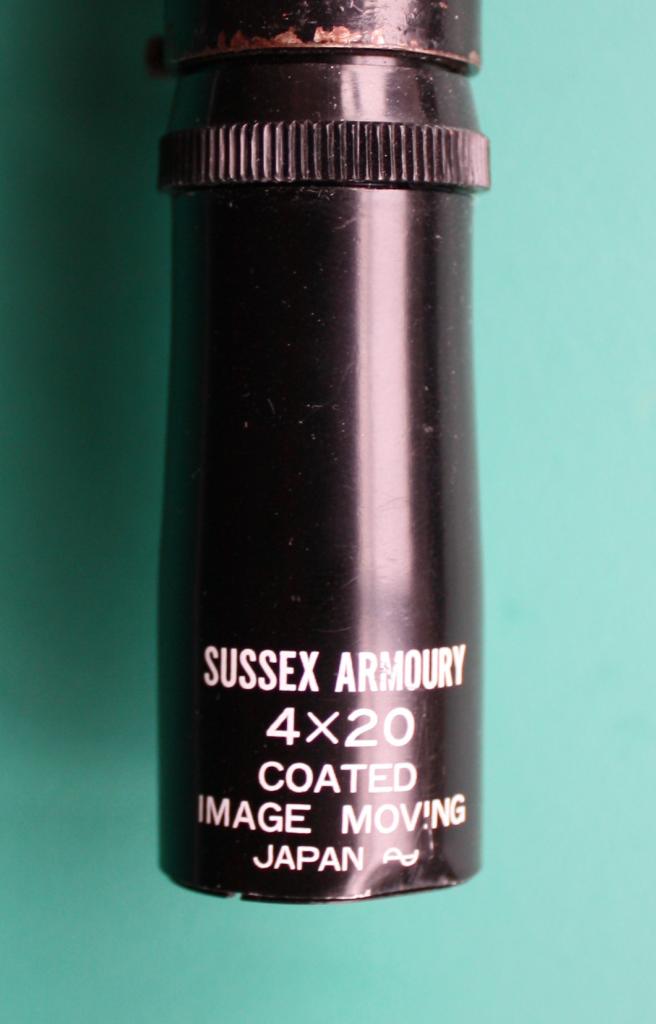 SUSSEX ARMOURY
4×20
COATED
IMAGE MOVING
JAPAN